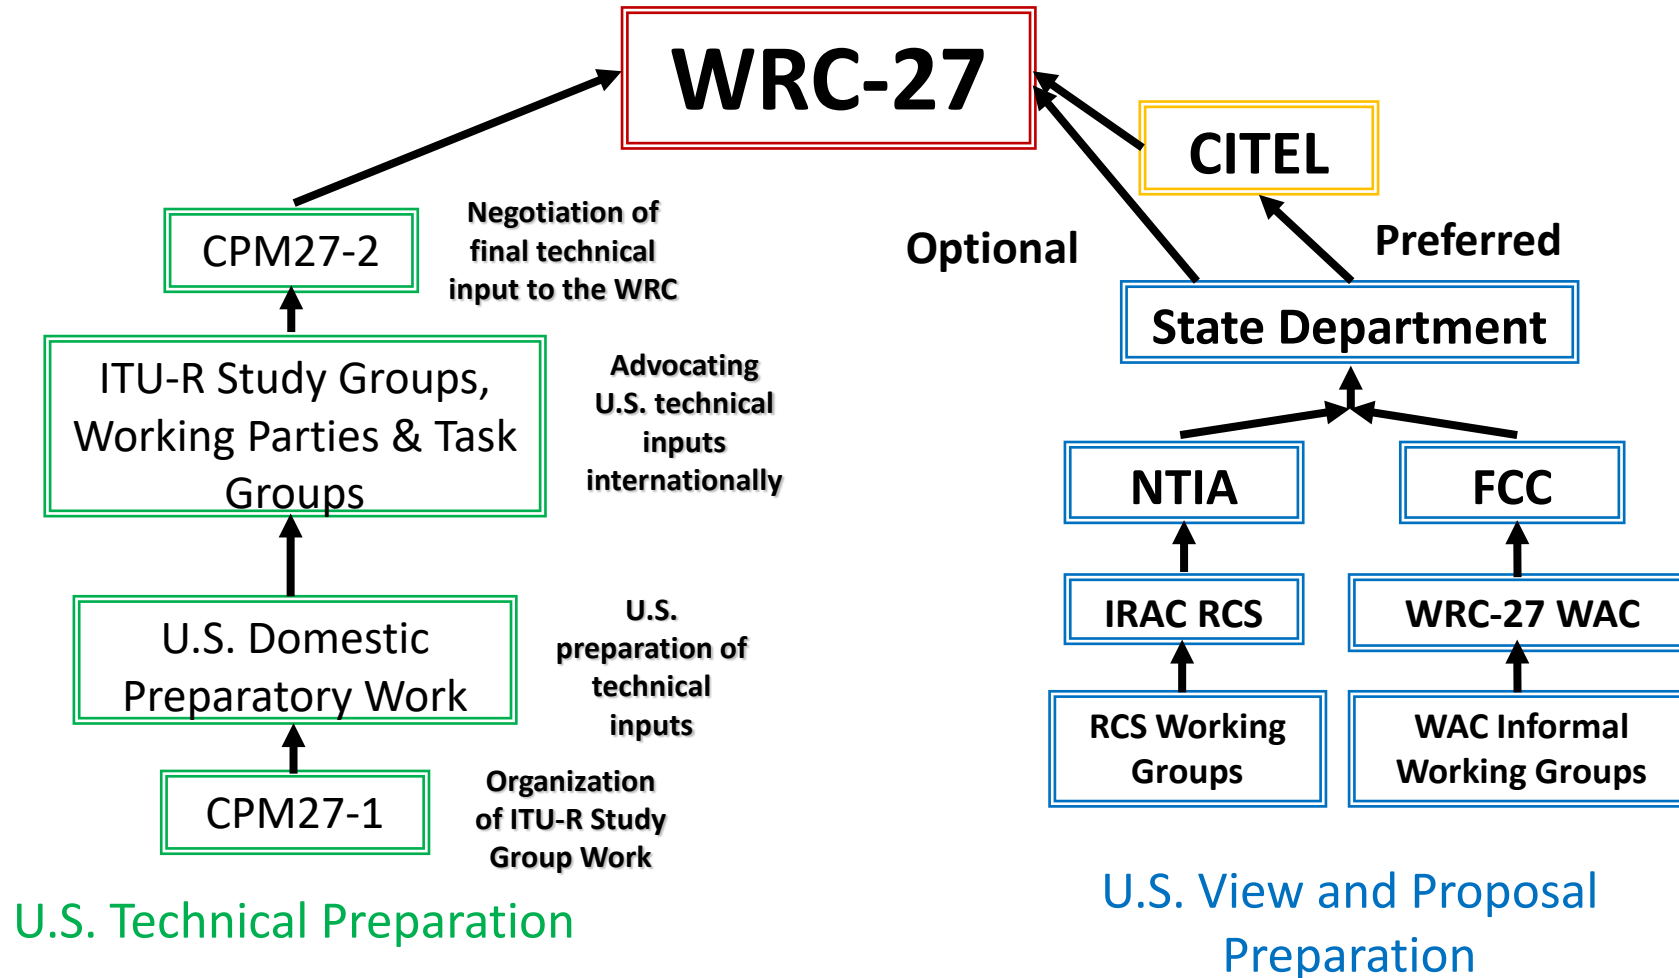 WRC-27
CITEL
Optional
Preferred
State Department
NTIA
FCC
IRAC RCS
WRC-27 WAC
RCS Working
Groups
WAC Informal
Working Groups
U.S. View and Proposal
Preparation
CPM27-2
Negotiation of
final technical
input to the WRC
ITU-R Study Groups,
Working Parties & Task
Groups
Advocating
U.S. technical
inputs
internationally
U.S. Domestic
Preparatory Work
U.S.
preparation of
technical
inputs
CPM27-1
Organization
of ITU-R Study
Group Work
U.S. Technical Preparation